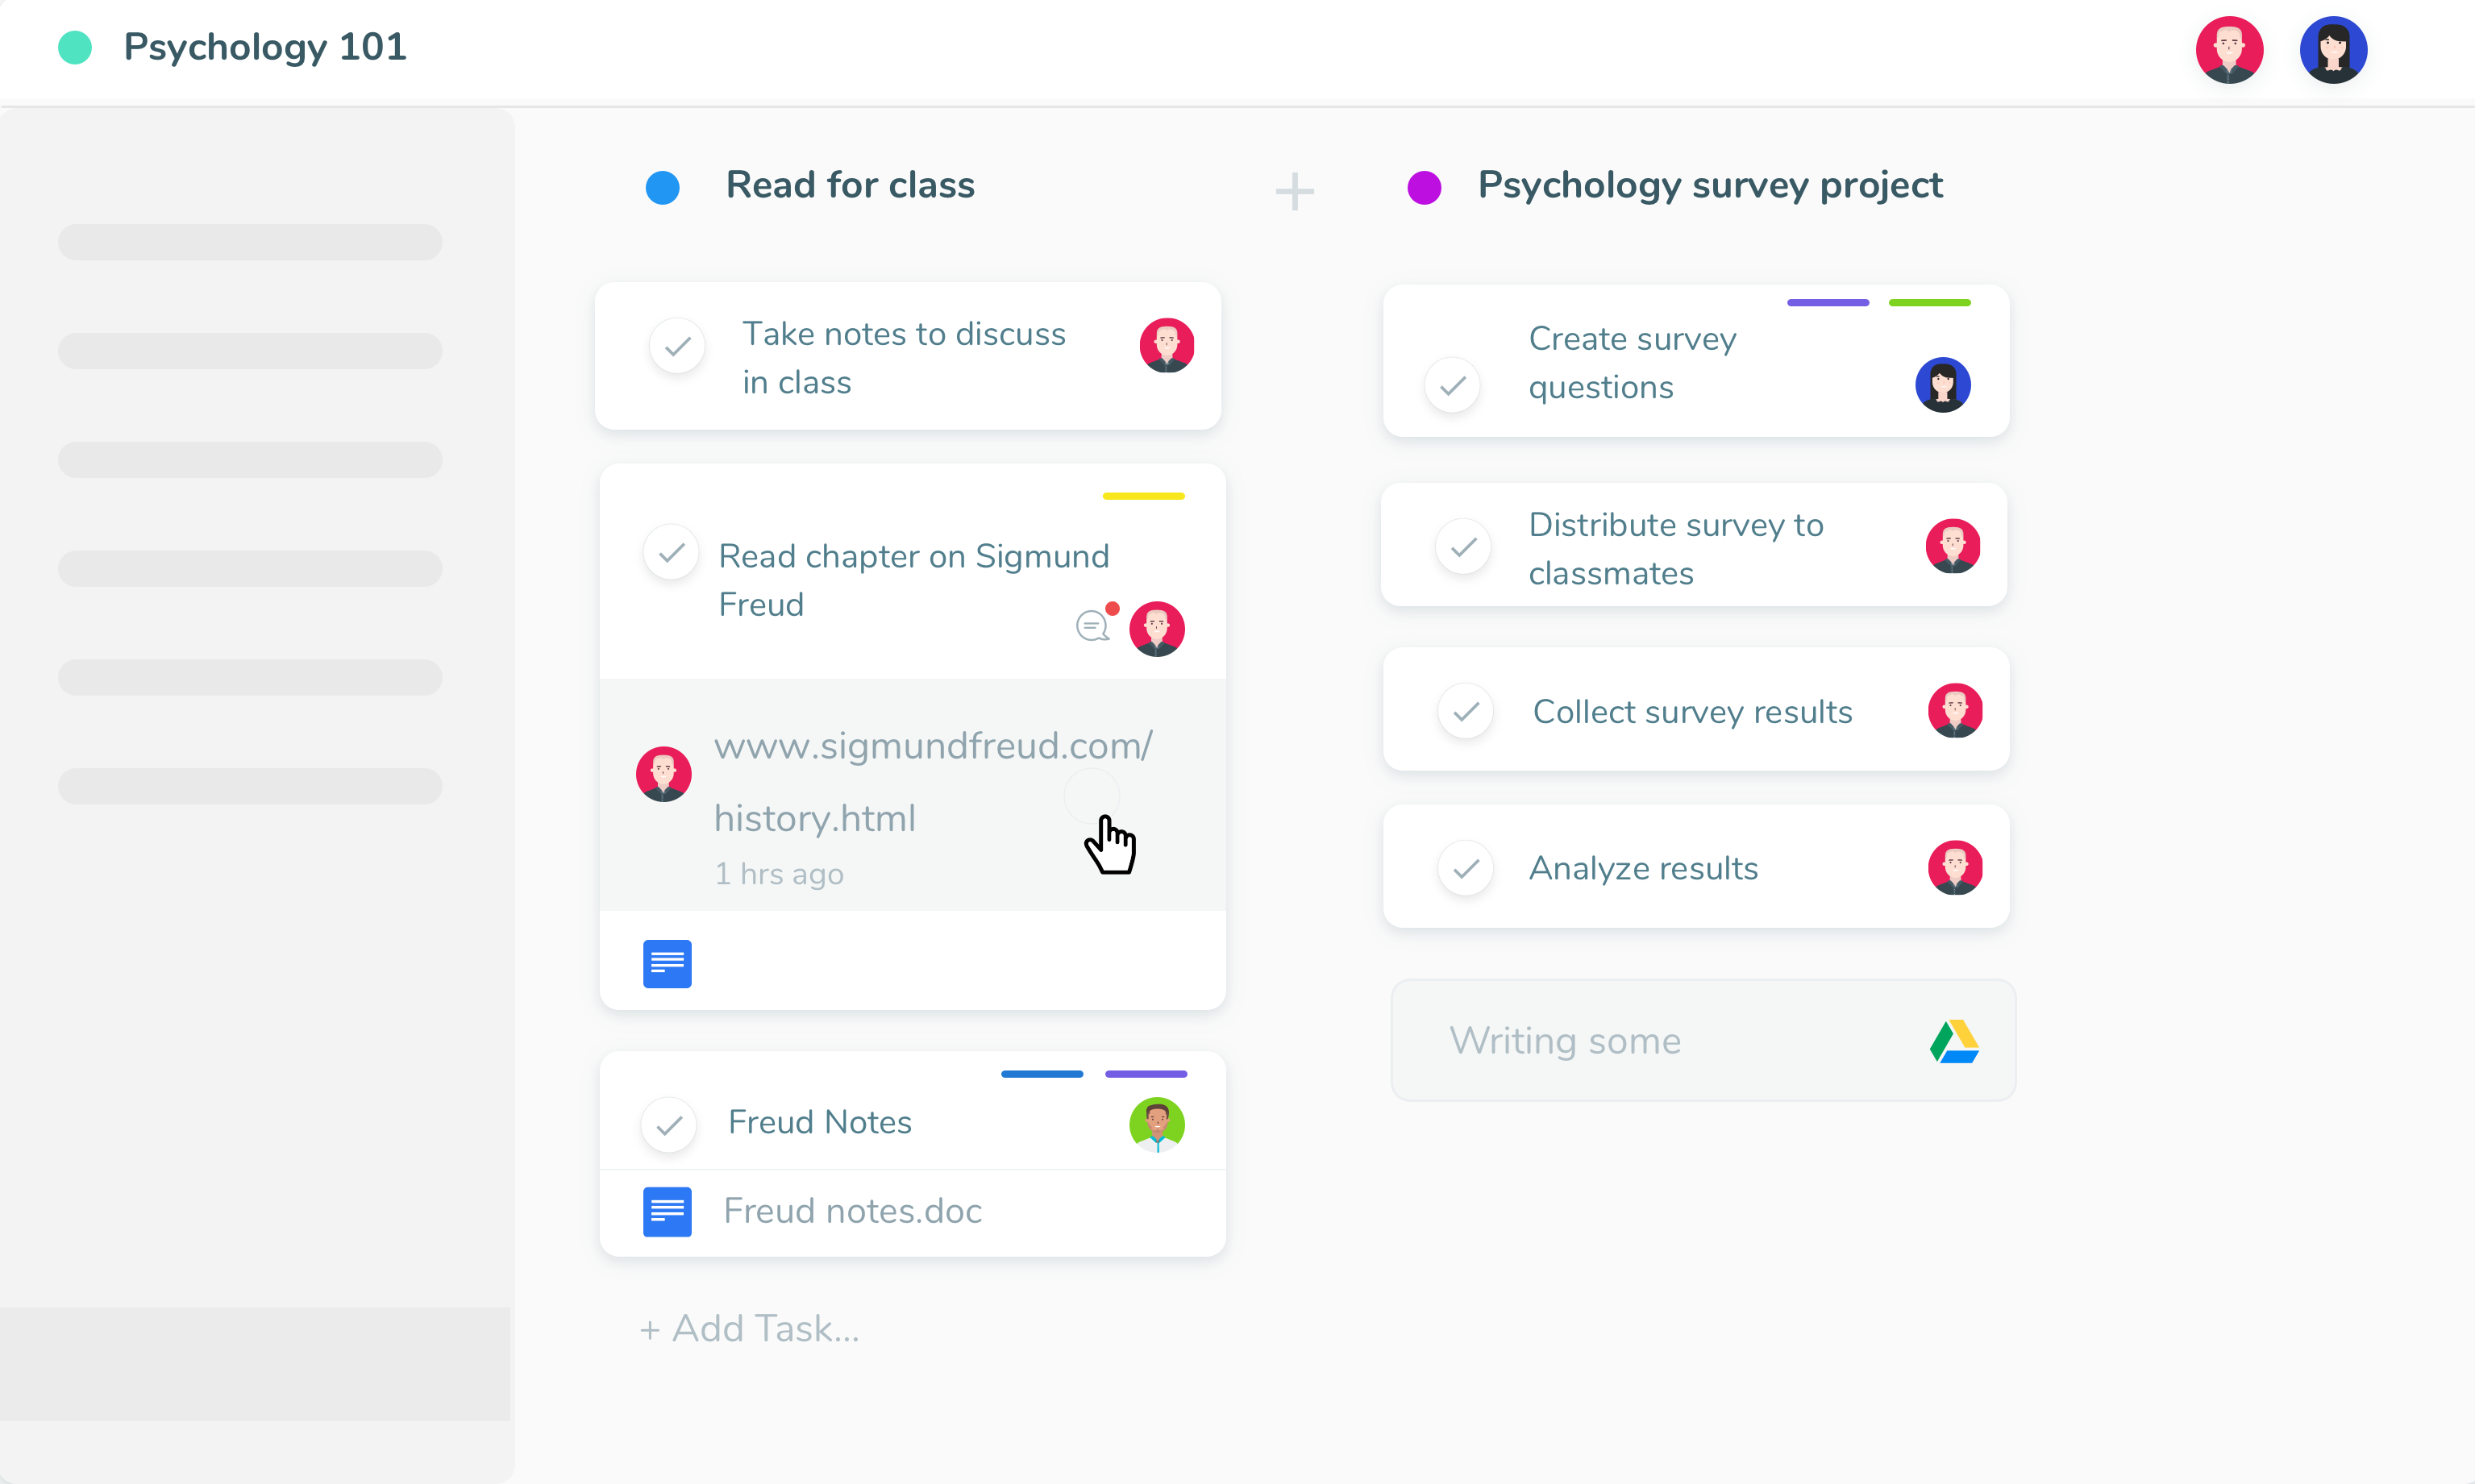 Psychology 101
Read for class
Take notes to discuss
in class
Read chapter on Sigmund
Freud
www.sigmundfreud.com/
history.html
1 hrs ago
Freud Notes
Freud notes.doc
+ Add Task...
Psychology survey project
Create survey
questions
Distribute survey to
classmates
Collect survey results
Analyze results
Writing some